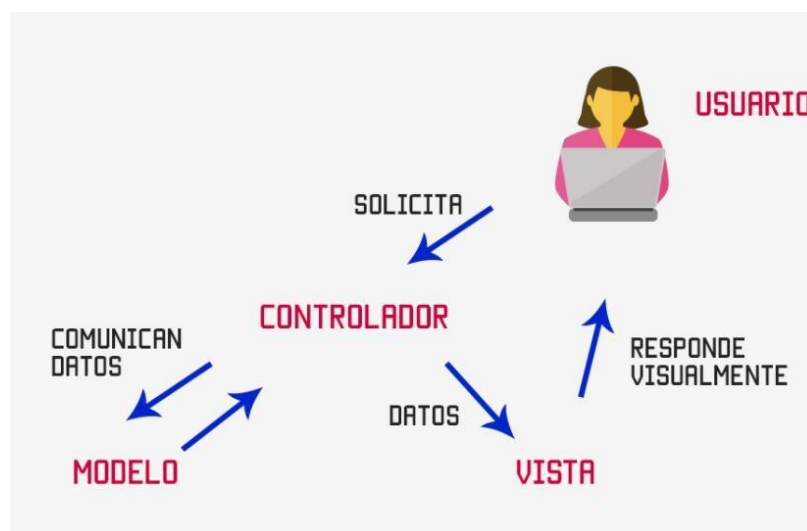 USUARIO
SOLICITA
CONTROLADOR
COMUNICAN
DATOS
RESPONDE
VISUALMENTE
DATOS
MODELO
VISTA